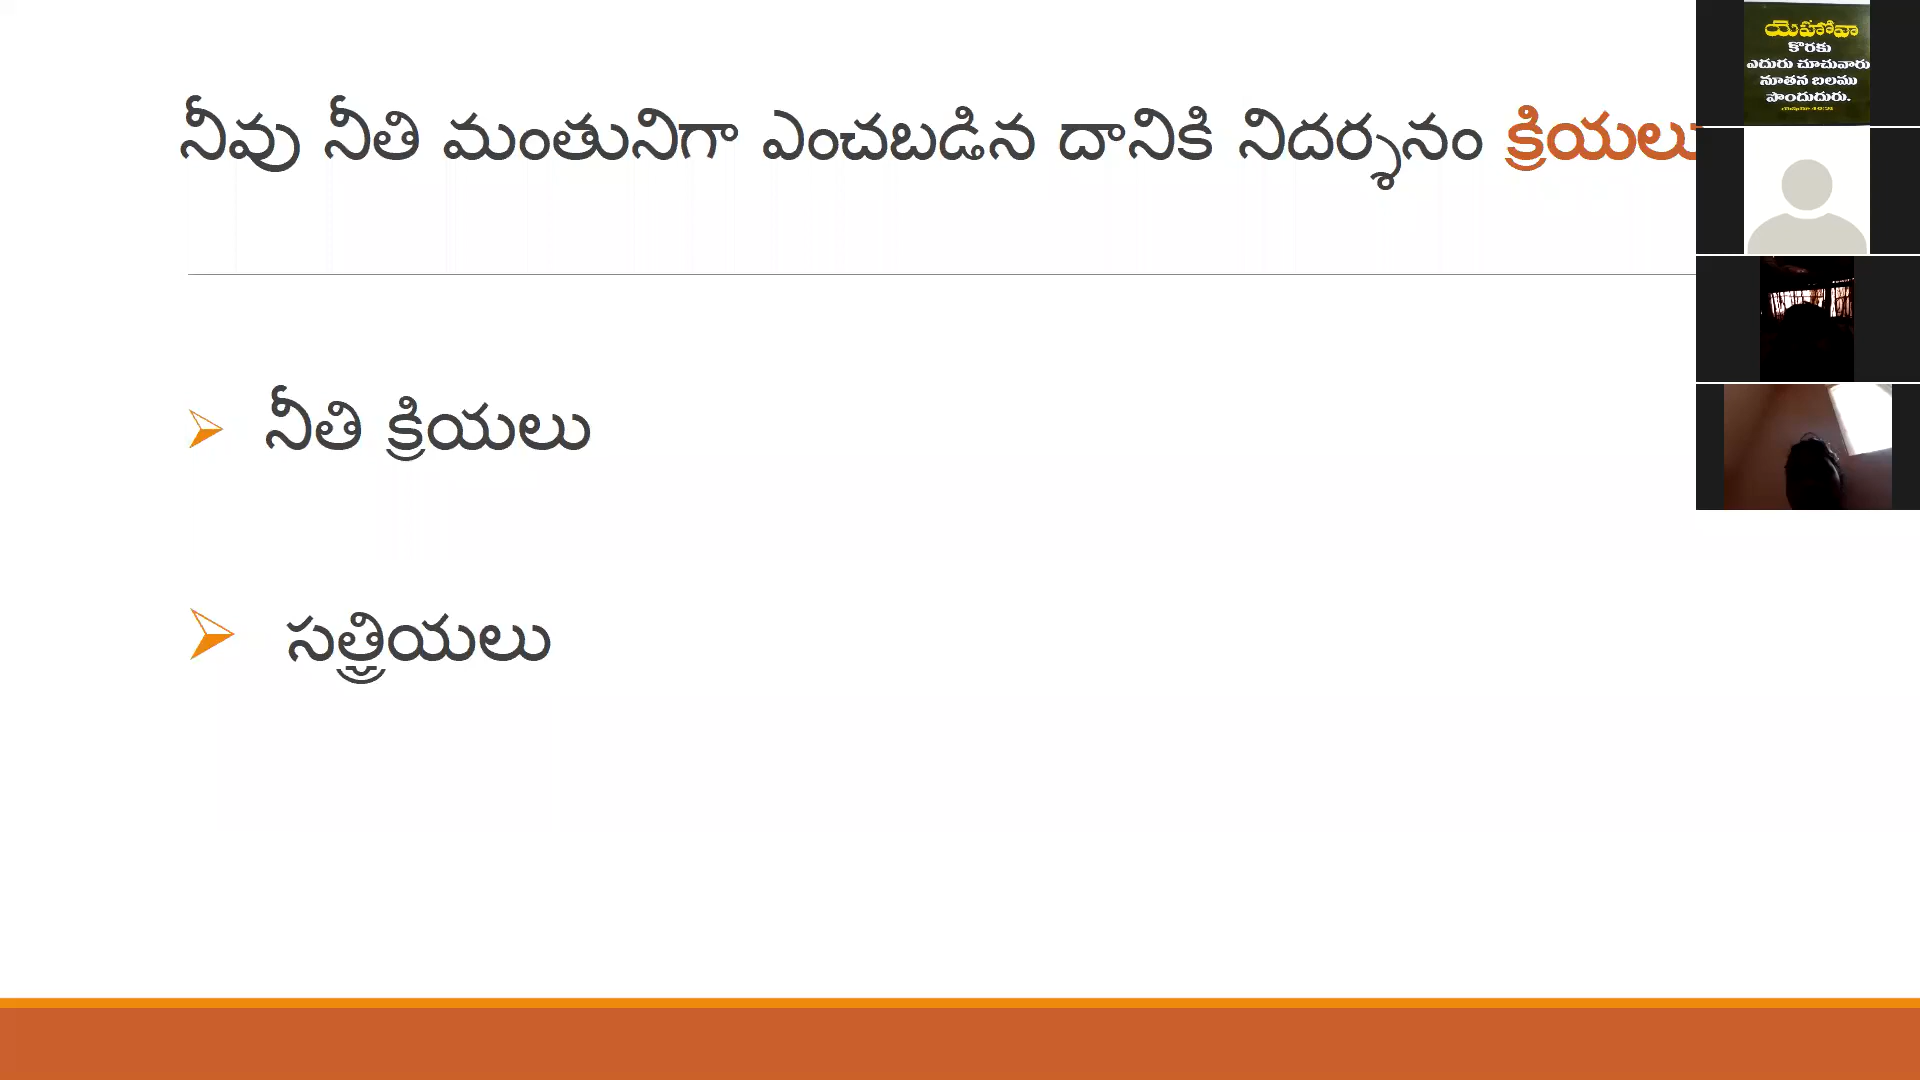 నీవు నీతి మంతునిగా ఎంచబడిన దానికి నిదర్శనం క్రియలు
నీతి క్రియలు
సత్క్రియలు
యెహోవా
కొరకు
ఎదురు చూచువారు
నూతన బలము
పొందుదురు.